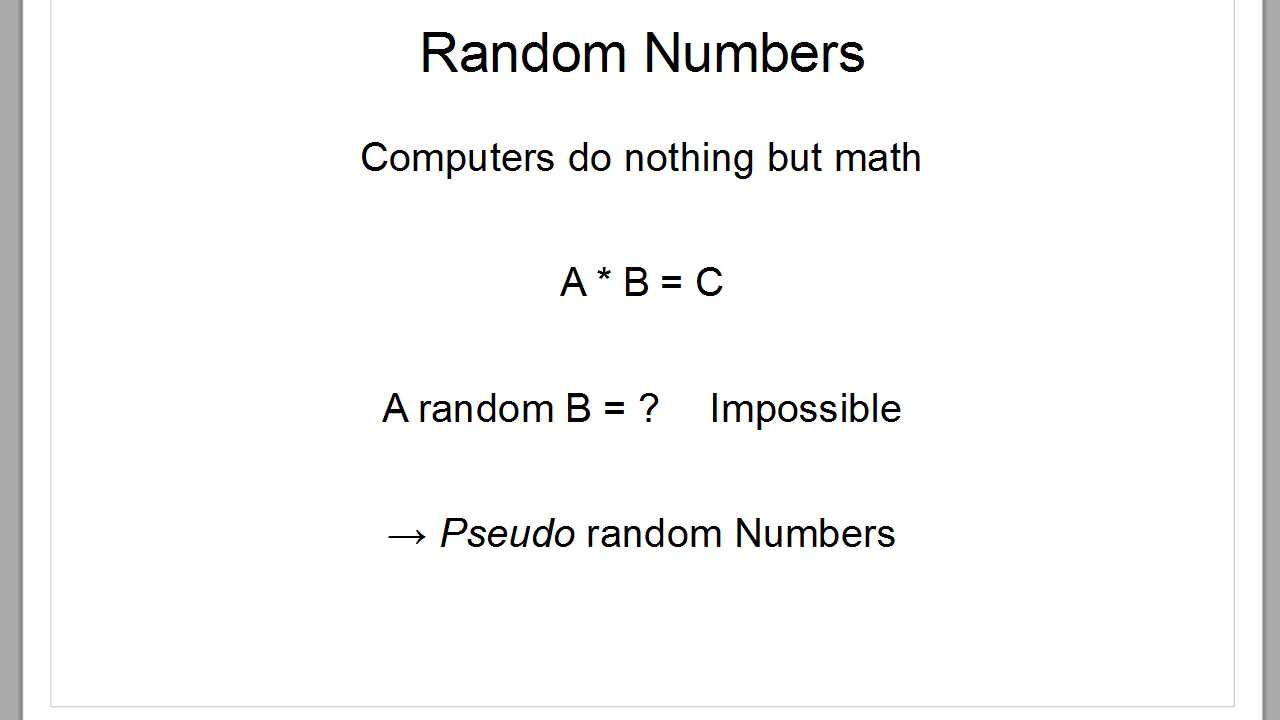 Random Numbers
Computers do nothing but math
A * B = C
A random B = ? Impossible
→ Pseudo random Numbers